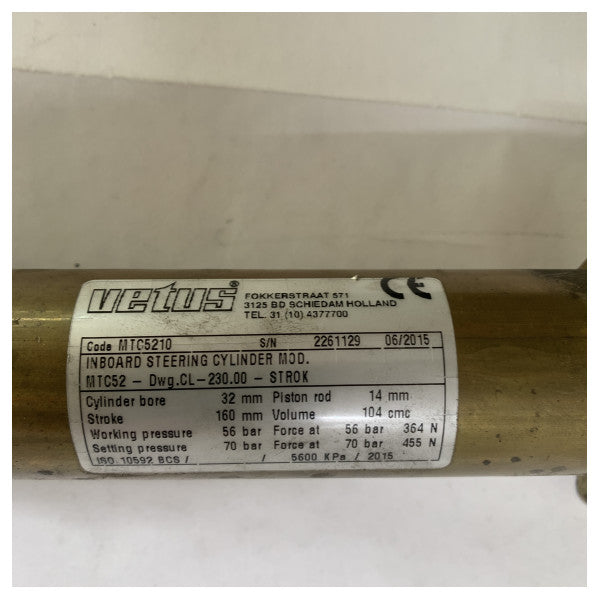 vetus®
FOKKERSTRAAT 571
3125 BD SCHIEDAM HOLLAND
TEL. 31 (10) 4377700
CE
Code MTC5210 S/N 2261129 06/2015
INBOARD STEERING CYLINDER MOD.
MTC52 - Dwg.CL-230.00 - STROK
Cylinder bore 32 mm Piston rod 14 mm
Stroke 160 mm Volume 104 cmc
Working pressure 56 bar Force at 56 bar 364 N
Setting pressure 70 bar Force at 70 bar 455 N
ISO 10592 BCS / / 5600 KPa / 2015